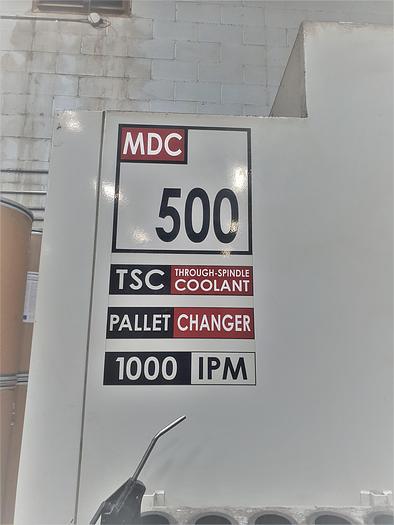 MDC
500
TSC THROUGH-SPINDLE COOLANT
PALLET CHANGER
1000 IPM